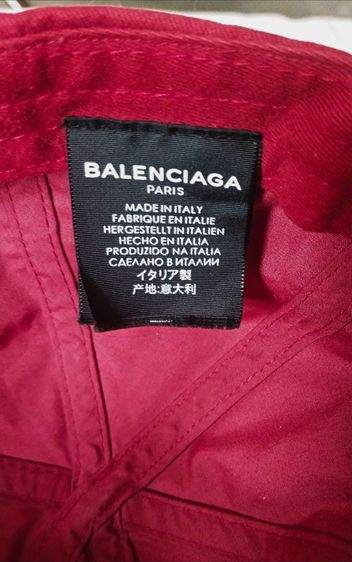 BALENCIAGA
PARIS
MADE IN ITALY
FABRIQUE EN ITALIE
HERGESTELLT IN ITALIEN
HECHO EN ITALIA
PRODUZIDO NA ITALIA
СДЕЛАНО В ИТАЛИИ
イタリア製
产地:意大利